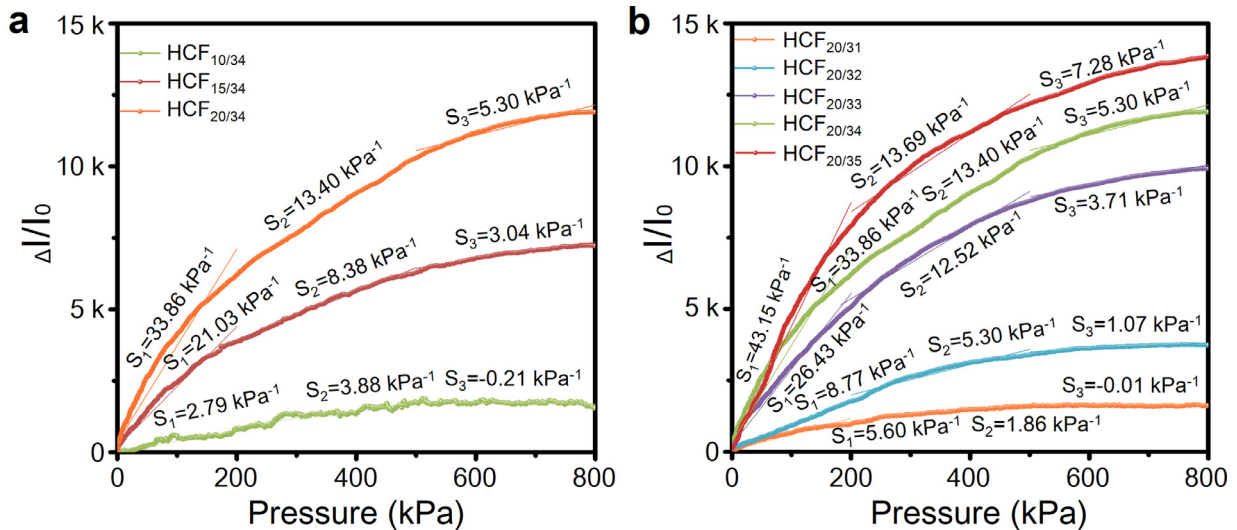 a
15 k
10 k
5 k
0
ΔI/I₀
HCF₁₀/₃₄
HCF₁₅/₃₄
HCF₂₀/₃₄
S₁=33.86 kPa⁻¹
S₂=13.40 kPa⁻¹
S₃=5.30 kPa⁻¹
S₁=21.03 kPa⁻¹
S₂=8.38 kPa⁻¹
S₃=3.04 kPa⁻¹
S₁=2.79 kPa⁻¹
S₂=3.88 kPa⁻¹
S₃=-0.21 kPa⁻¹
0 200 400 600 800
Pressure (kPa)
b
15 k
10 k
5 k
0
ΔI/I₀
HCF₂₀/₃₁
HCF₂₀/₃₂
HCF₂₀/₃₃
HCF₂₀/₃₄
HCF₂₀/₃₅
S₁=43.15 kPa⁻¹
S₂=13.69 kPa⁻¹
S₃=7.28 kPa⁻¹
S₁=33.86 kPa⁻¹
S₂=13.40 kPa⁻¹
S₃=5.30 kPa⁻¹
S₁=26.43 kPa⁻¹
S₂=12.52 kPa⁻¹
S₃=3.71 kPa⁻¹
S₁=8.77 kPa⁻¹
S₂=5.30 kPa⁻¹
S₃=1.07 kPa⁻¹
S₁=5.60 kPa⁻¹
S₂=1.86 kPa⁻¹
S₃=-0.01 kPa⁻¹
0 200 400 600 800
Pressure (kPa)